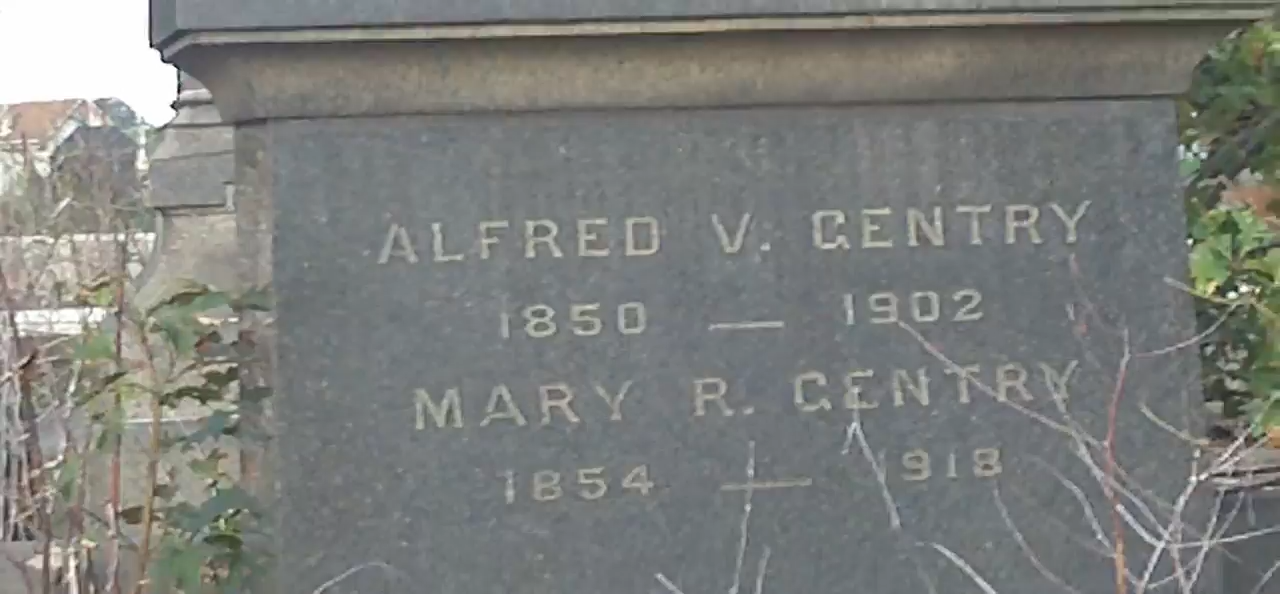 ALFRED V. GENTRY
1850 — 1902
MARY R. GENTRY
1854 — 1918